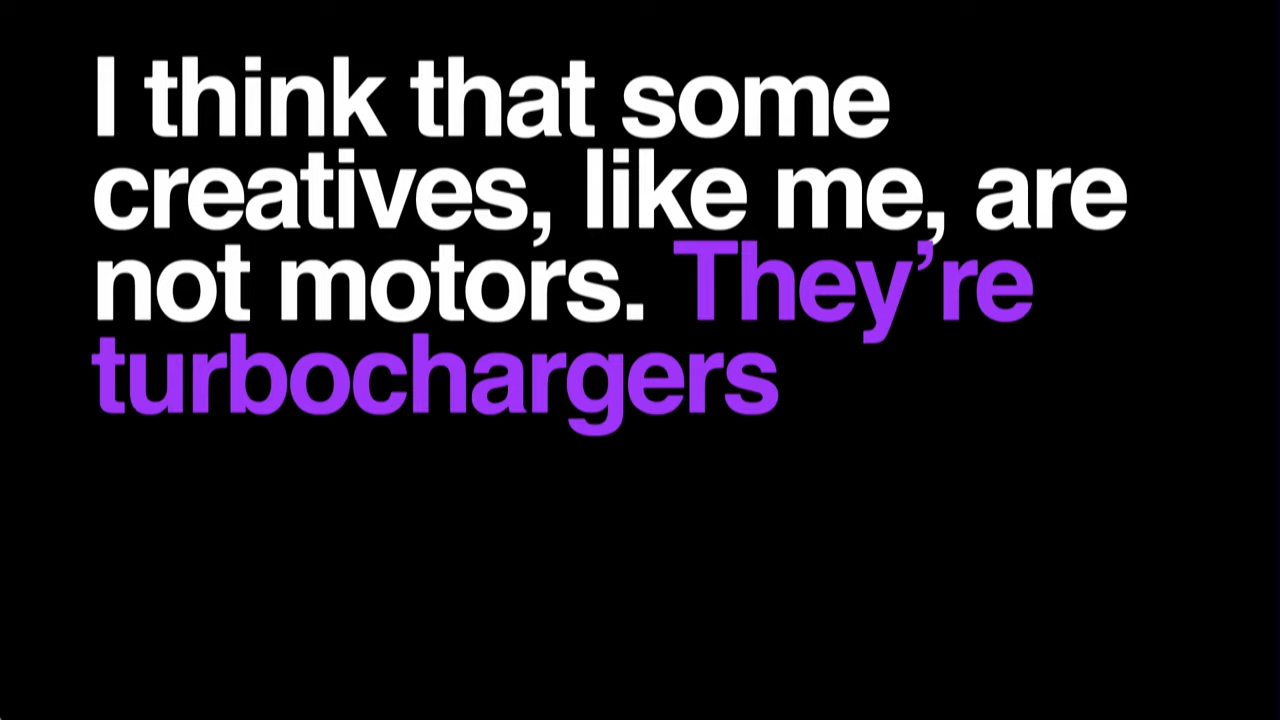 I think that some
creatives, like me, are
not motors. They’re
turbochargers